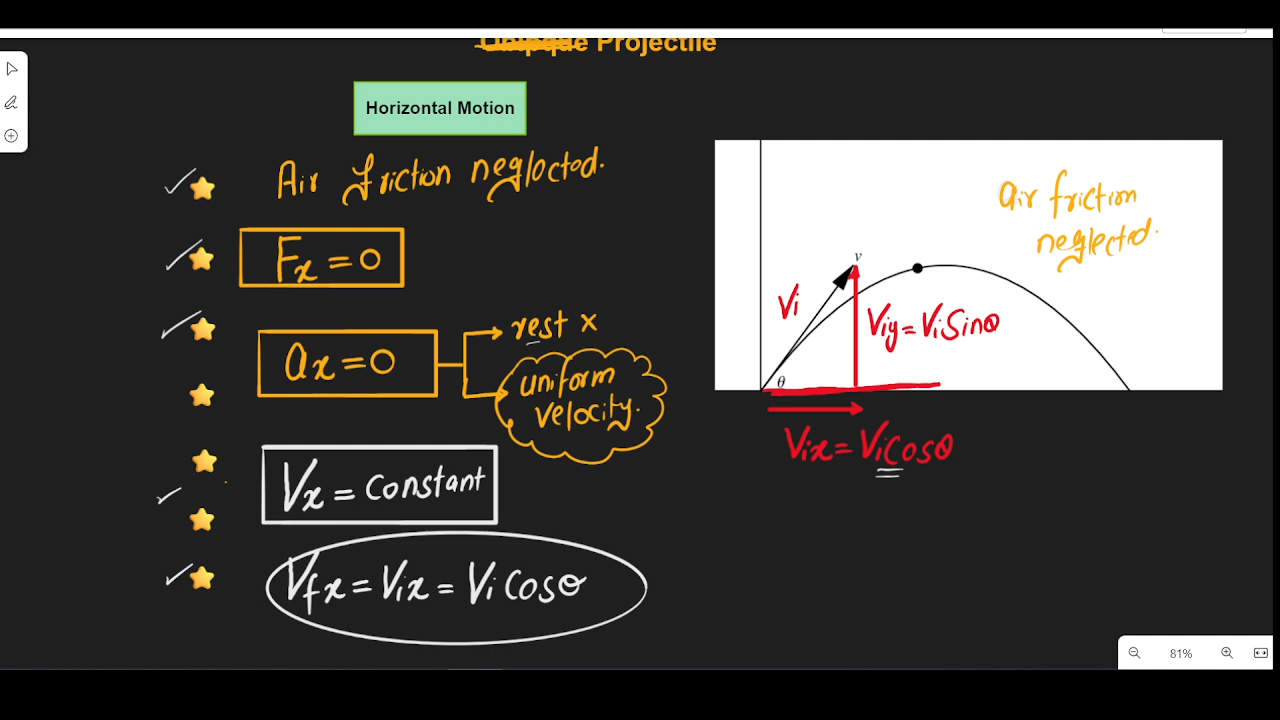 Projectile
Horizontal Motion
Air friction neglected.
Fx = 0
ax = 0
rest x
uniform
velocity.
Vx = constant
Vfx = Vix = Vi Cosθ
air friction
neglected.
v
Vi
Viy = ViSinθ
θ
Vix = ViCosθ
81%